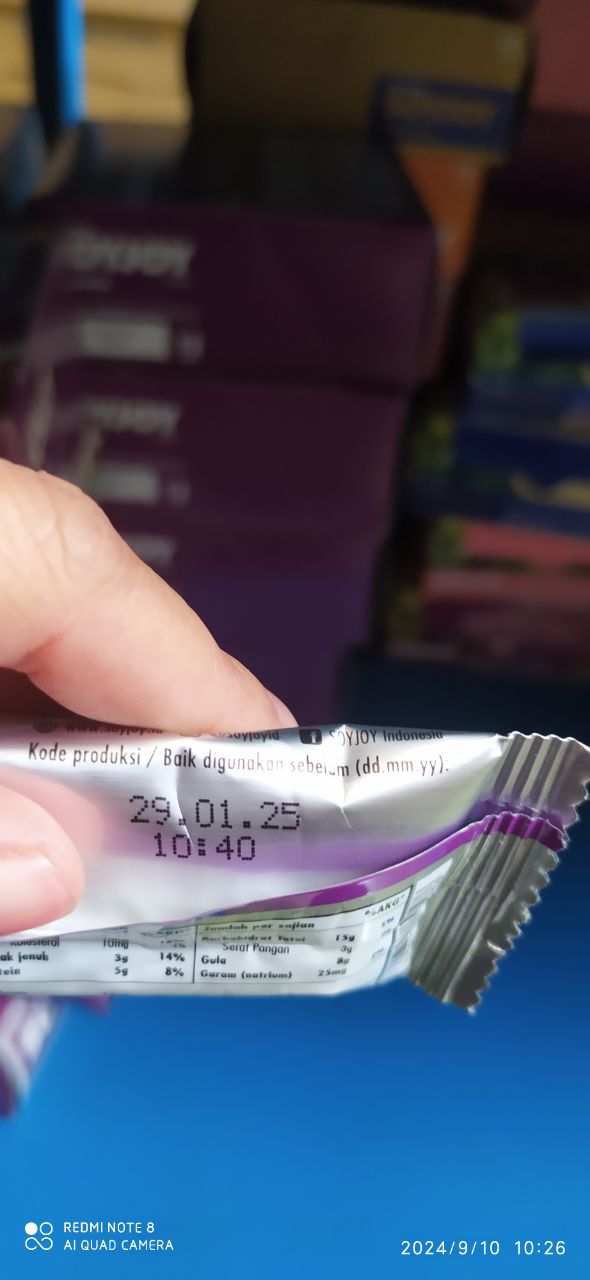 SOYJOY
SOYJOY
SOYJOY Indonesia
Kode produksi / Baik digunakan sebelum (dd.mm.yy):
29.01.25
10:40
%AKG*
Jumlah per sajian
Karbohidrat Total 15g
Serat Pangan 3g
Gula 8g
Garam (natrium) 25mg
Kolesterol 10mg
ak jenuh 3g 14%
tein 5g 8%
REDMI NOTE 8
AI QUAD CAMERA
2024/9/10 10:26